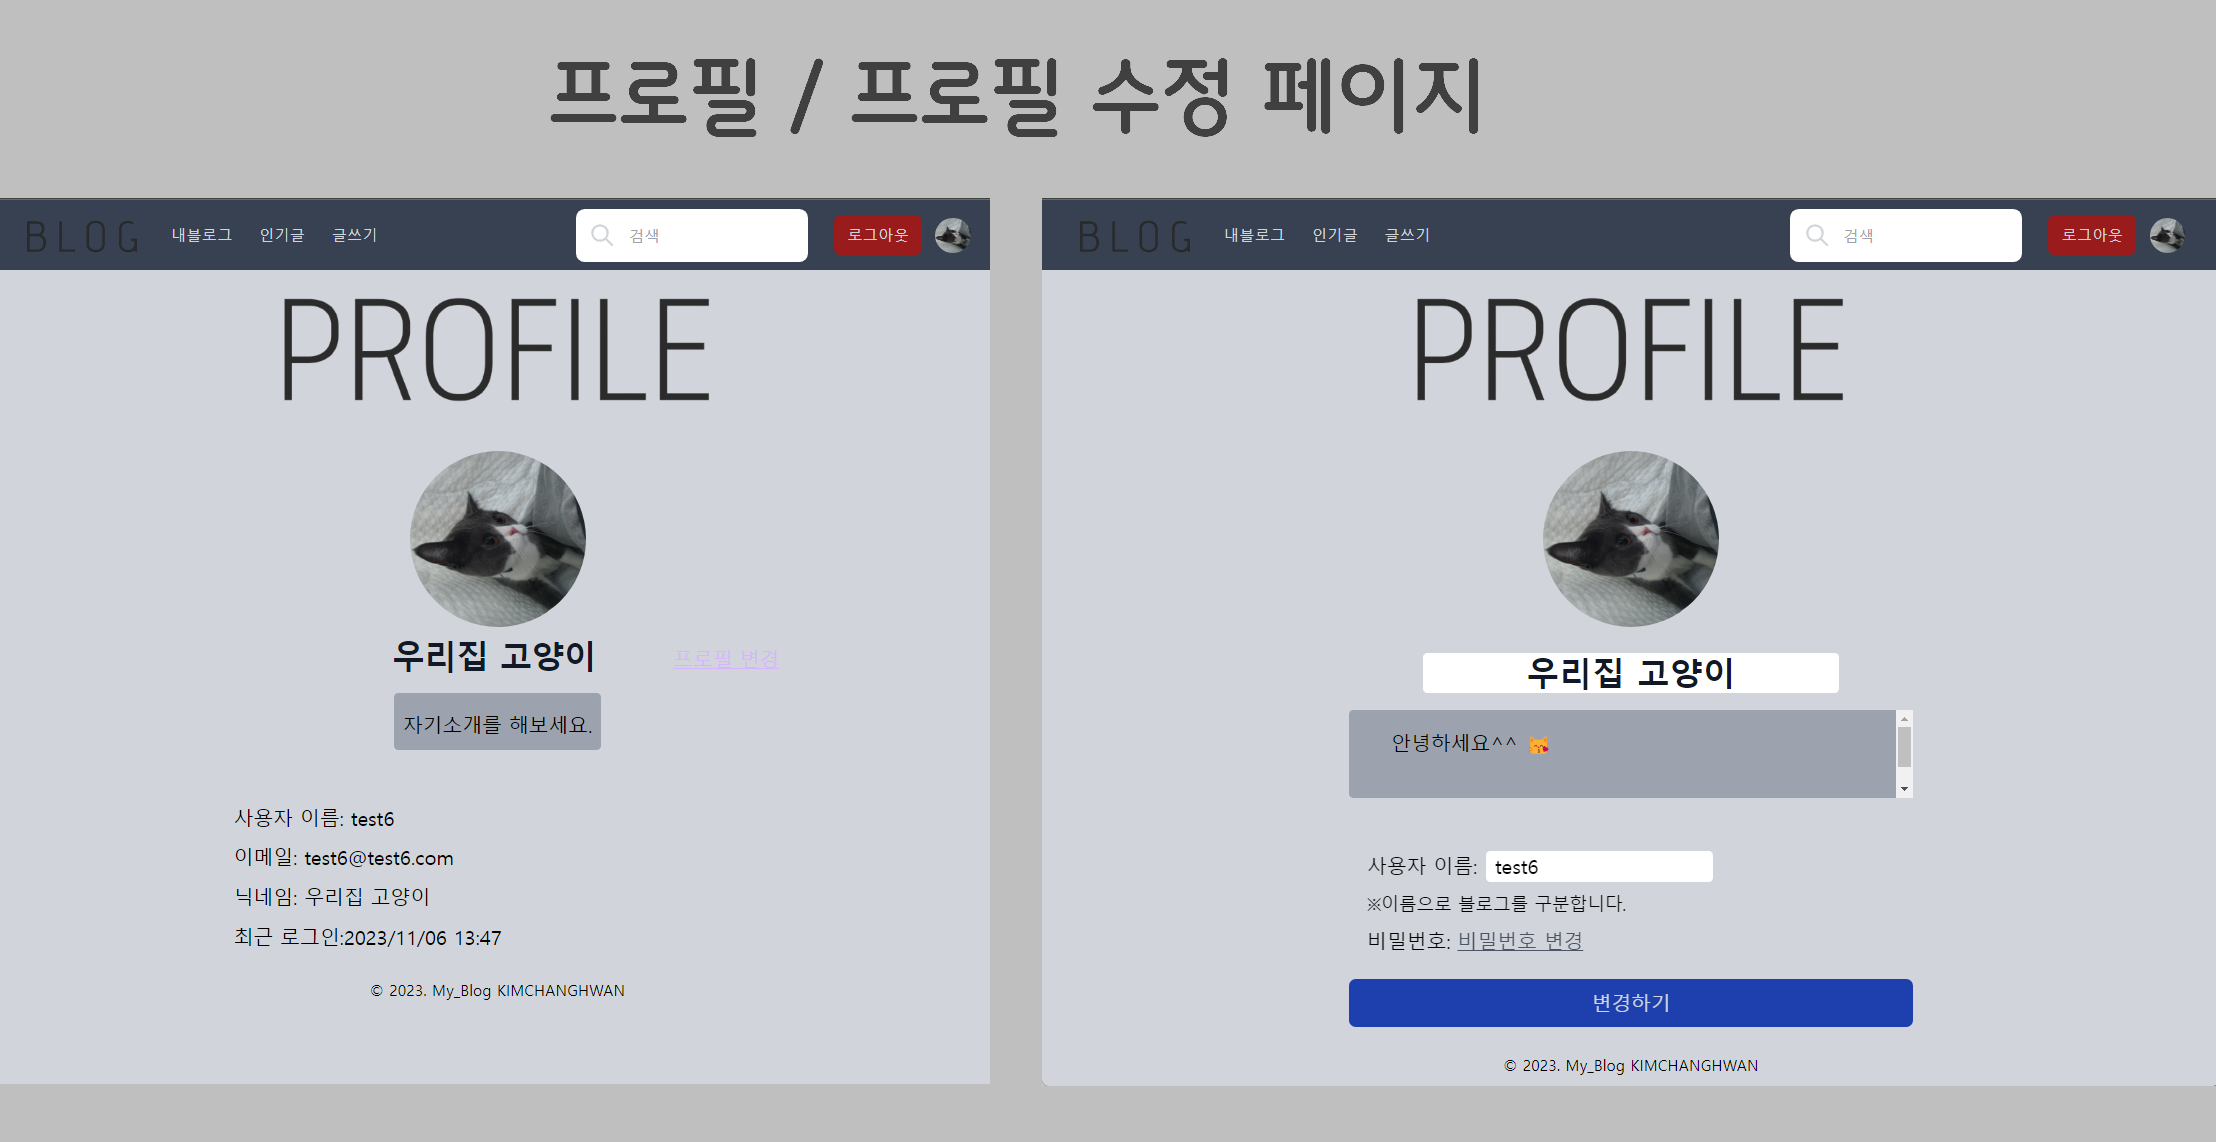 프로필 / 프로필 수정 페이지
BLOG 내블로그 인기글 글쓰기 검색 로그아웃
PROFILE
우리집 고양이 프로필 변경
자기소개를 해보세요.
사용자 이름: test6
이메일: test6@test6.com
닉네임: 우리집 고양이
최근 로그인:2023/11/06 13:47
© 2023. My_Blog KIMCHANGHWAN
BLOG 내블로그 인기글 글쓰기 검색 로그아웃
PROFILE
우리집 고양이
안녕하세요^^ 😽
사용자 이름: test6
※이름으로 블로그를 구분합니다.
비밀번호: 비밀번호 변경
변경하기
© 2023. My_Blog KIMCHANGHWAN